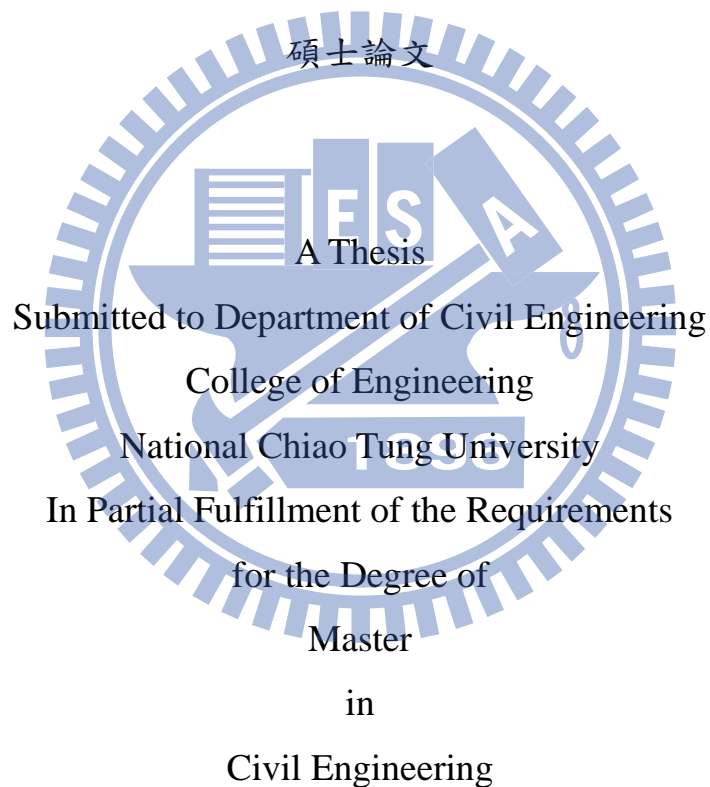 碩士論文
E S A
A Thesis
Submitted to Department of Civil Engineering
College of Engineering
National Chiao Tung University
1896
In Partial Fulfillment of the Requirements
for the Degree of
Master
in
Civil Engineering